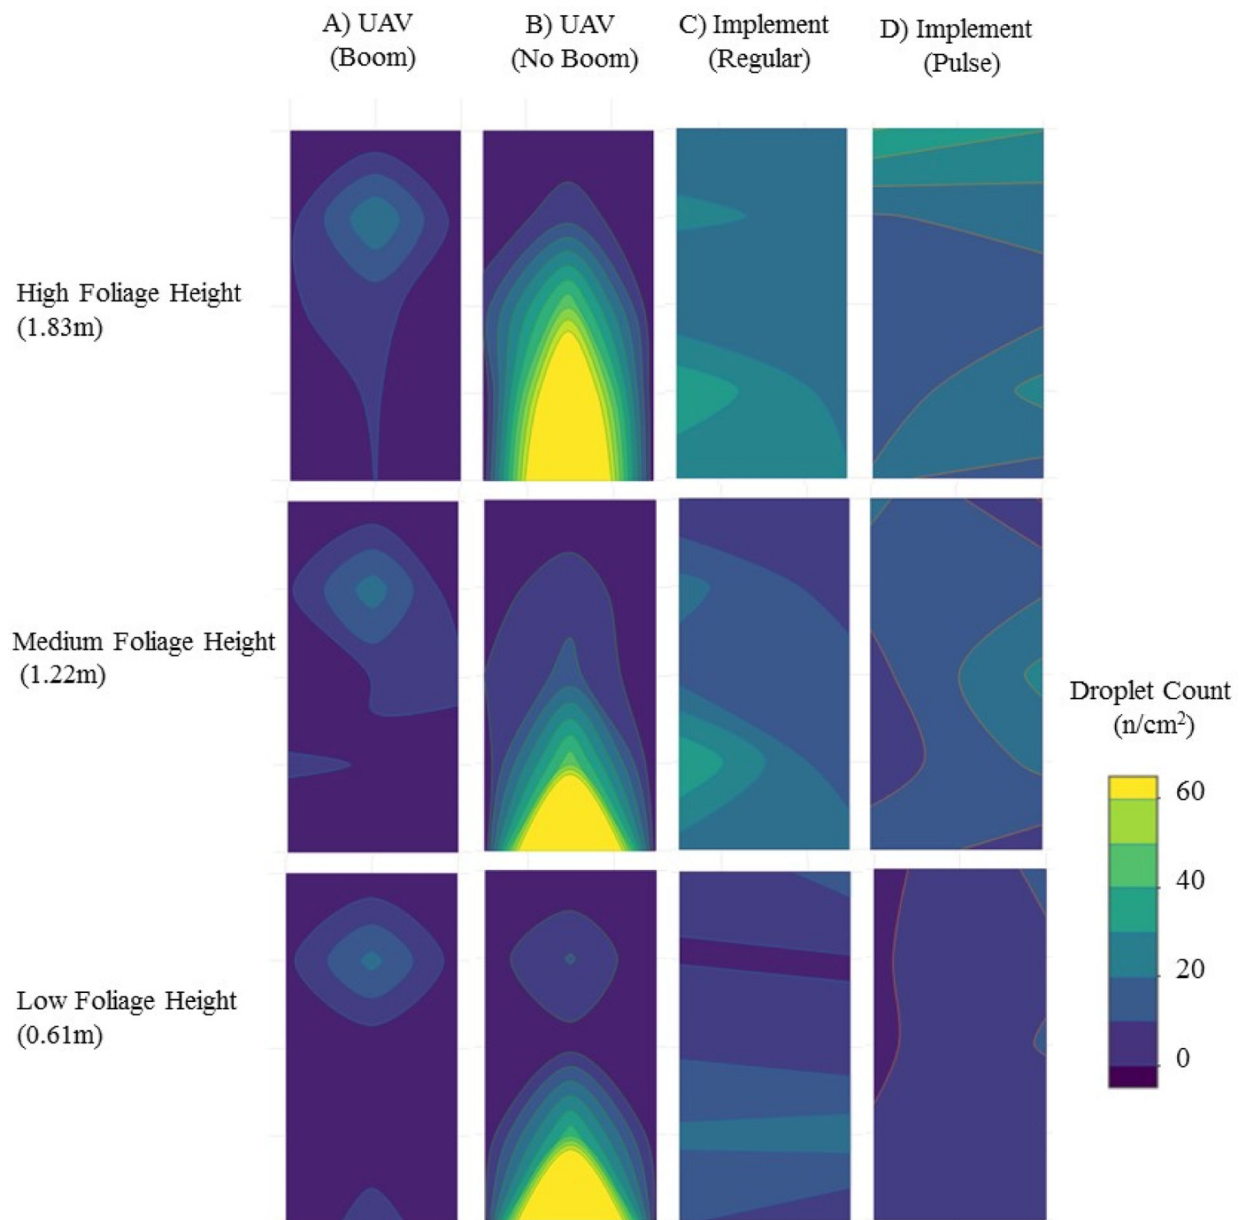 A) UAV
(Boom)
B) UAV
(No Boom)
C) Implement
(Regular)
D) Implement
(Pulse)
High Foliage Height
(1.83m)
Medium Foliage Height
(1.22m)
Low Foliage Height
(0.61m)
Droplet Count
(n/cm²)
60
40
20
0